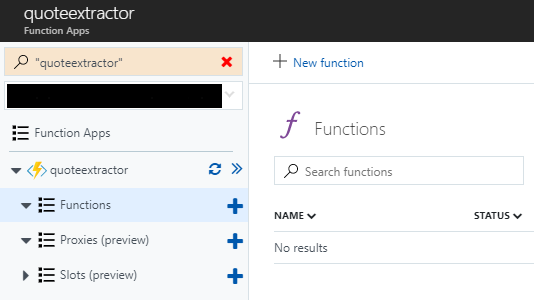 quoteextractor
Function Apps
"quoteextractor"
Function Apps
quoteextractor
Functions
Proxies (preview)
Slots (preview)
New function
Functions
Search functions
NAME STATUS
No results